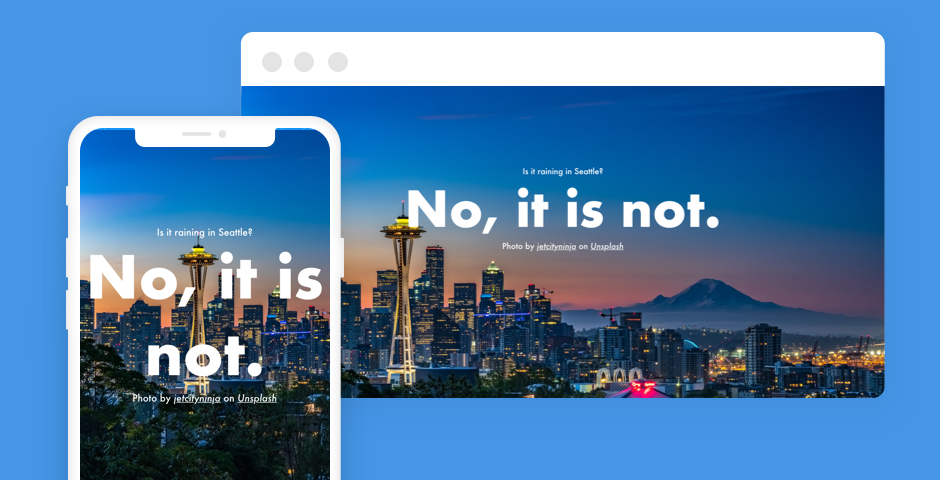 Is it raining in Seattle?
No, it is not.
Photo by jetcityninja on Unsplash
Is it raining in Seattle?
No, it is
not.
Photo by jetcityninja on Unsplash